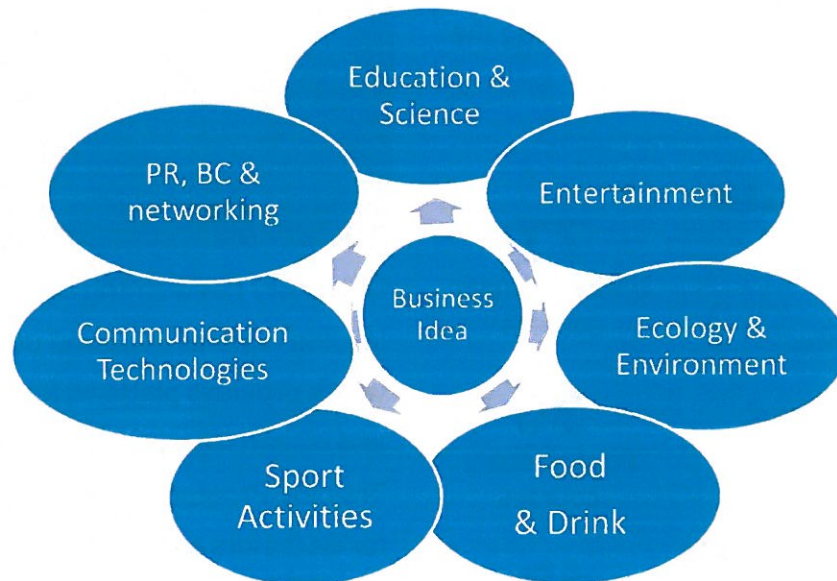 Education &
Science
Entertainment
Ecology &
Environment
Food
& Drink
Sport
Activities
Communication
Technologies
PR, BC &
networking
Business
Idea